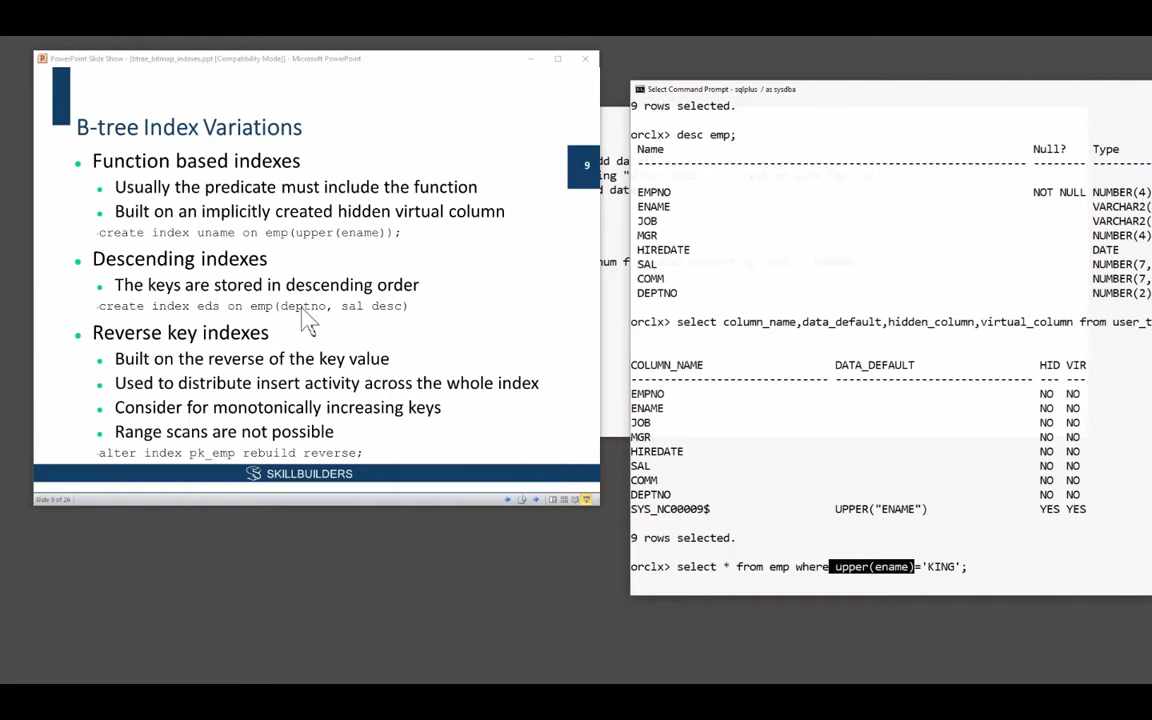 PowerPoint Slide Show - [btree_bitmap_indexes.ppt [Compatibility Mode]] - Microsoft PowerPoint
B-tree Index Variations
9
• Function based indexes
• Usually the predicate must include the function
• Built on an implicitly created hidden virtual column
create index uname on emp(upper(ename));
• Descending indexes
• The keys are stored in descending order
create index eds on emp(deptno, sal desc)
• Reverse key indexes
• Built on the reverse of the key value
• Used to distribute insert activity across the whole index
• Consider for monotonically increasing keys
• Range scans are not possible
alter index pk_emp rebuild reverse;
SKILLBUILDERS
Slide 9 of 26
Select Command Prompt - sqlplus / as sysdba
9 rows selected.
orclx> desc emp;
Name Null? Type
EMPNO NOT NULL NUMBER(4)
ENAME VARCHAR2(
JOB VARCHAR2(
MGR NUMBER(4)
HIREDATE DATE
SAL NUMBER(7,
COMM NUMBER(7,
DEPTNO NUMBER(2)
orclx> select column_name,data_default,hidden_column,virtual_column from user_t
COLUMN_NAME DATA_DEFAULT HID VIR
EMPNO NO NO
ENAME NO NO
JOB NO NO
MGR NO NO
HIREDATE NO NO
SAL NO NO
COMM NO NO
DEPTNO NO NO
SYS_NC00009$ UPPER("ENAME") YES YES
9 rows selected.
orclx> select * from emp where upper(ename)='KING';